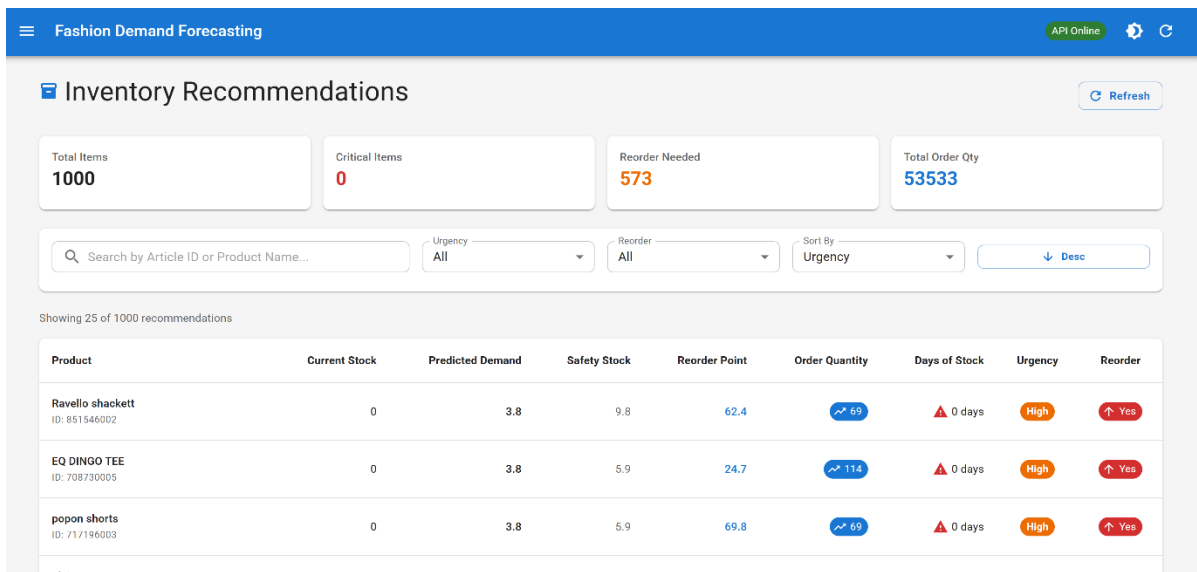 Fashion Demand Forecasting API Online
Inventory Recommendations
Refresh
Total Items Critical Items Reorder Needed Total Order Qty
1000 0 573 53533
Urgency Reorder Sort By
Search by Article ID or Product Name... All All Urgency Desc
Showing 25 of 1000 recommendations
Product Current Stock Predicted Demand Safety Stock Reorder Point Order Quantity Days of Stock Urgency Reorder
Ravello shackett
ID: 851546002
0 3.8 9.8 62.4 69 0 days High Yes
EQ DINGO TEE
ID: 708730005
0 3.8 5.9 24.7 114 0 days High Yes
popon shorts
ID: 717196003
0 3.8 5.9 69.8 69 0 days High Yes